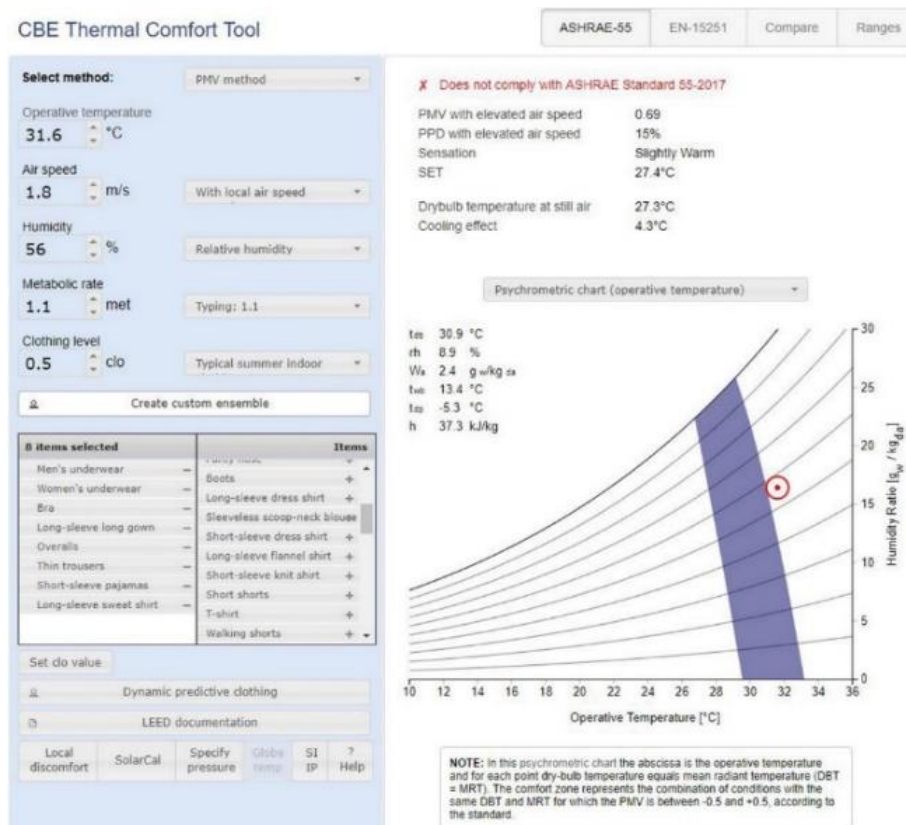 CBE Thermal Comfort Tool
ASHRAE-55 EN-15251 Compare Ranges
Select method: PMV method
Operative temperature
31.6 °C
Air speed
1.8 m/s With local air speed
Humidity
56 % Relative humidity
Metabolic rate
1.1 met Typing: 1.1
Clothing level
0.5 clo Typical summer indoor
Create custom ensemble
8 items selected
Men's underwear −
Women's underwear −
Bra −
Long-sleeve long gown −
Overalls −
Thin trousers −
Short-sleeve pajamas −
Long-sleeve sweat shirt −
Items
Boots +
Long-sleeve dress shirt +
Sleeveless scoop-neck blouse
Short-sleeve dress shirt +
Long-sleeve flannel shirt +
Short-sleeve knit shirt +
Short shorts +
T-shirt +
Walking shorts +
Set clo value
Dynamic predictive clothing
LEED documentation
Local discomfort
SolarCal
Specify pressure
Globe temp
SI IP
? Help
✗ Does not comply with ASHRAE Standard 55-2017
PMV with elevated air speed 0.69
PPD with elevated air speed 15%
Sensation Slightly Warm
SET 27.4°C
Drybulb temperature at still air 27.3°C
Cooling effect 4.3°C
Psychrometric chart (operative temperature)
tdb 30.9 °C
rh 8.9 %
Wa 2.4 gw/kg da
twb 13.4 °C
tdp -5.3 °C
h 37.3 kJ/kg
30
25
20
15
10
5
0
Humidity Ratio [gw / kgda]
10 12 14 16 18 20 22 24 26 28 30 32 34 36
Operative Temperature [°C]
NOTE: In this psychrometric chart the abscissa is the operative temperature
and for each point dry-bulb temperature equals mean radiant temperature (DBT
= MRT). The comfort zone represents the combination of conditions with the
same DBT and MRT for which the PMV is between -0.5 and +0.5, according to
the standard.